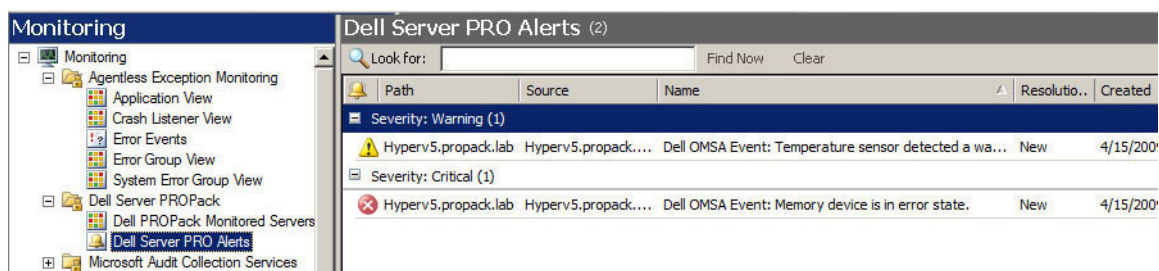 Monitoring
Monitoring
Agentless Exception Monitoring
Application View
Crash Listener View
Error Events
Error Group View
System Error Group View
Dell Server PROPack
Dell PROPack Monitored Servers
Dell Server PRO Alerts
Microsoft Audit Collection Services
Dell Server PRO Alerts (2)
Look for: Find Now Clear
Path Source Name Resolutio.. Created
Severity: Warning (1)
Hyperv5.propack.lab Hyperv5.propack.... Dell OMSA Event: Temperature sensor detected a wa... New 4/15/2009
Severity: Critical (1)
Hyperv5.propack.lab Hyperv5.propack.... Dell OMSA Event: Memory device is in error state. New 4/15/2009